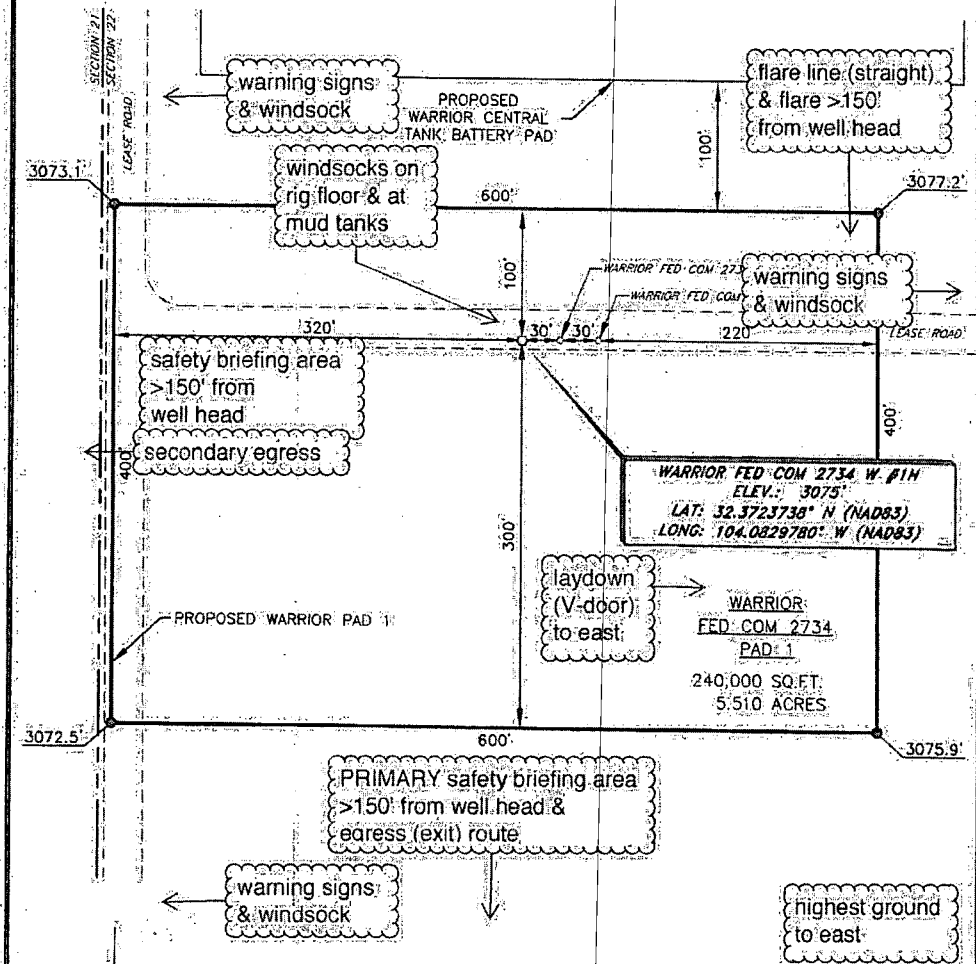 SECTION 21
SECTION 22
LEASE ROAD
warning signs
& windsock
PROPOSED
WARRIOR CENTRAL
TANK BATTERY PAD
flare line (straight)
& flare >150'
from well head
100'
3073.1'
windsocks on
rig floor & at
mud tanks
600'
3077.2'
100'
WARRIOR FED COM 273
WARRIOR FED COM
warning signs
& windsock
320'
30'
30'
220'
LEASE ROAD
safety briefing area
>150' from
well head
secondary egress
400'
400'
WARRIOR FED COM 2734 W #1H
ELEV.: 3075'
LAT: 32.3723738° N (NAD83)
LONG: 104.0829780° W (NAD83)
300'
laydown
(V-door)
to east
WARRIOR
FED COM 2734
PAD 1
PROPOSED WARRIOR PAD 1
240,000 SQ.FT.
5.510 ACRES
3072.5'
600'
3075.9'
PRIMARY safety briefing area
>150' from well head &
egress (exit) route
warning signs
& windsock
highest ground
to east